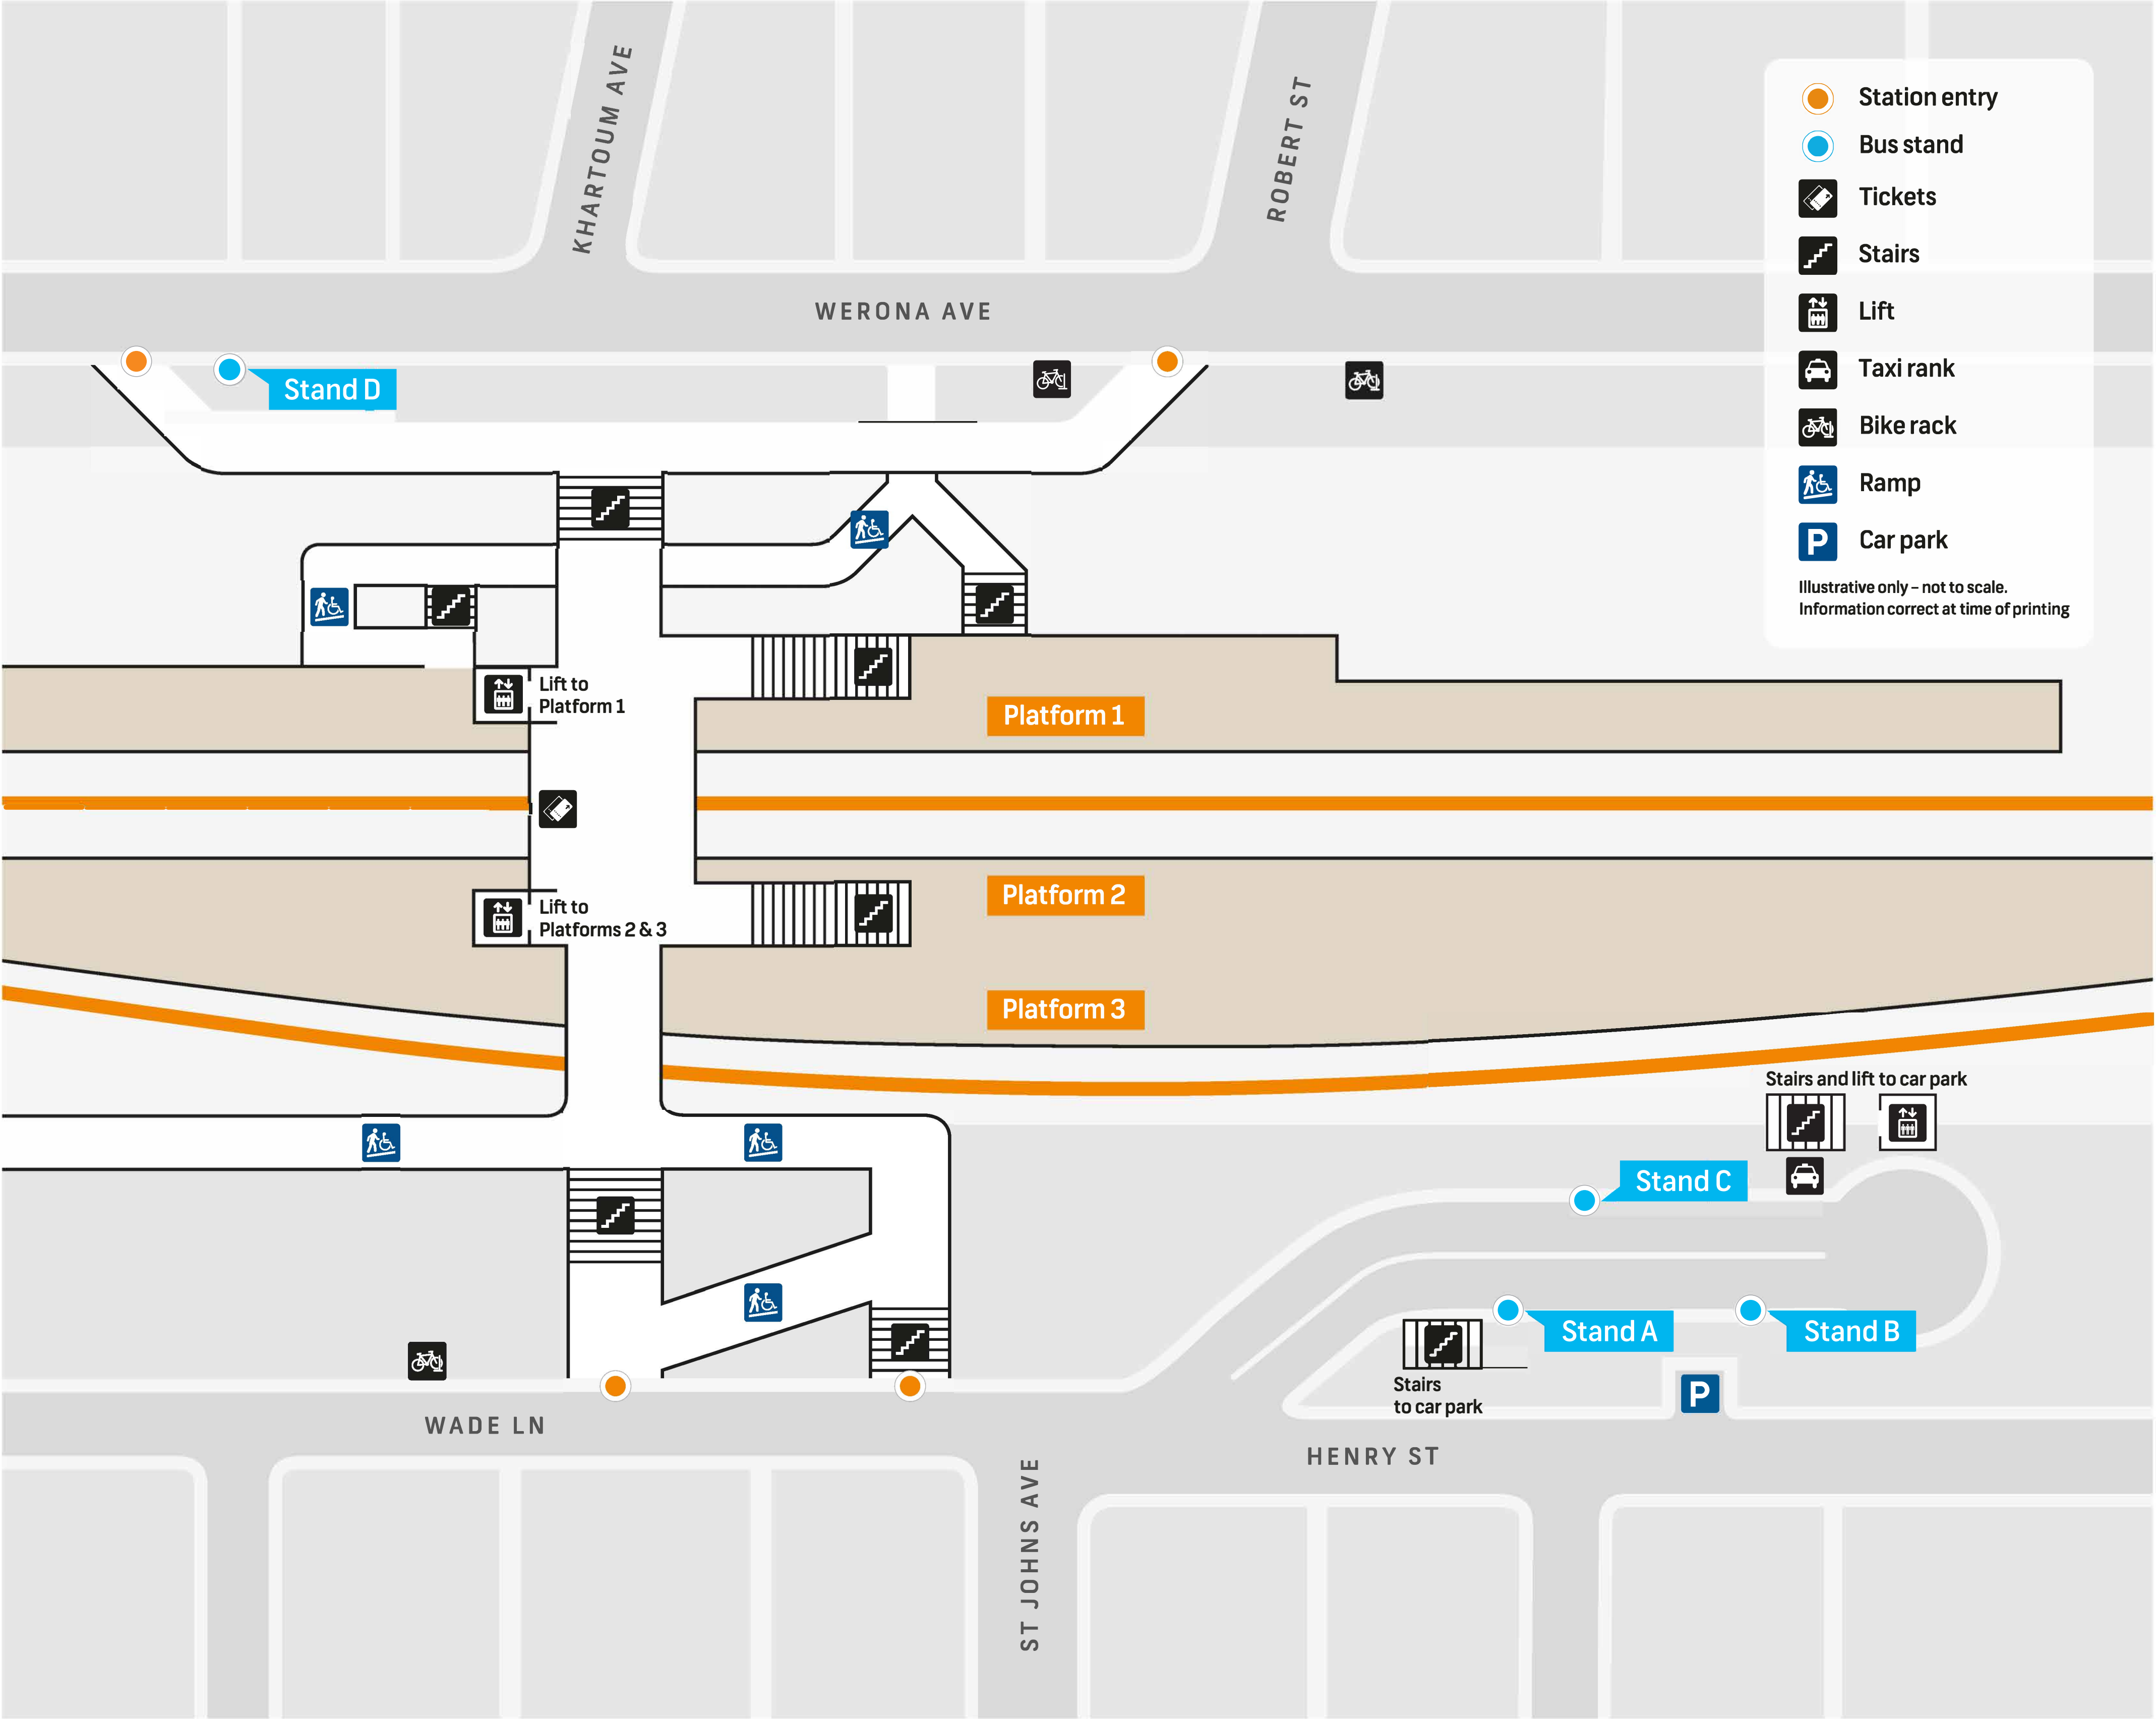 KHARTOUM AVE
ROBERT ST
WERONA AVE
Station entry
Bus stand
Tickets
Stairs
Lift
Taxi rank
Bike rack
Ramp
P
Car park
Illustrative only – not to scale.
Information correct at time of printing
Stand D
Lift to
Platform 1
Platform 1
Lift to
Platforms 2 & 3
Platform 2
Platform 3
Stairs and lift to car park
Stand C
Stand A
Stand B
Stairs
to car park
P
WADE LN
HENRY ST
ST JOHNS AVE